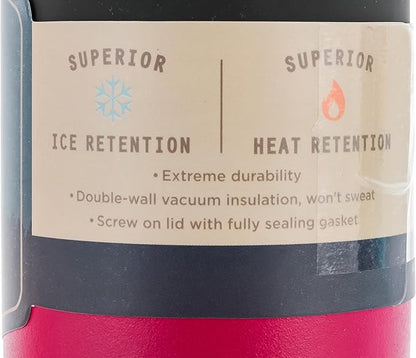 SUPERIOR
ICE RETENTION
SUPERIOR
HEAT RETENTION
•Extreme durability
•Double-wall vacuum insulation, won't sweat
•Screw on lid with fully sealing gasket